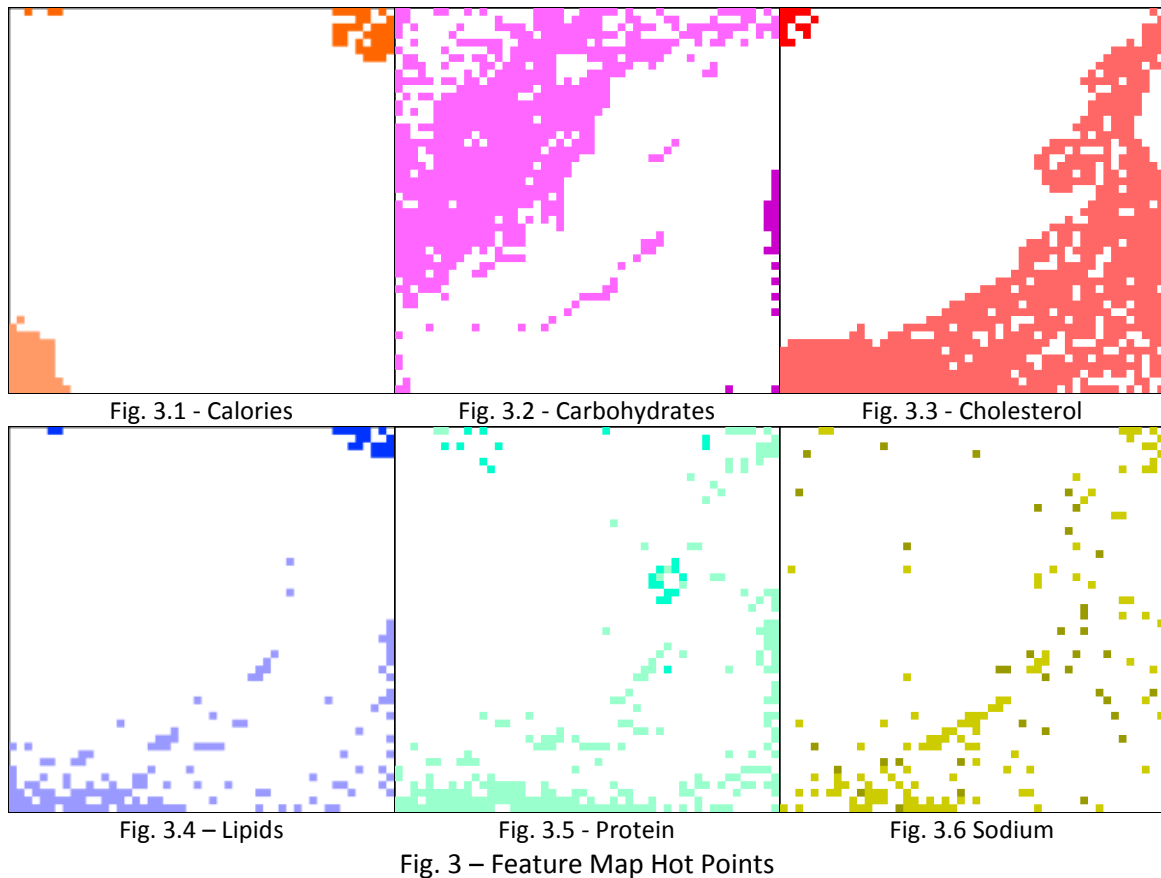 Fig. 3.1 - Calories
Fig. 3.2 - Carbohydrates
Fig. 3.3 - Cholesterol
Fig. 3.4 – Lipids
Fig. 3.5 - Protein
Fig. 3.6 Sodium
Fig. 3 – Feature Map Hot Points